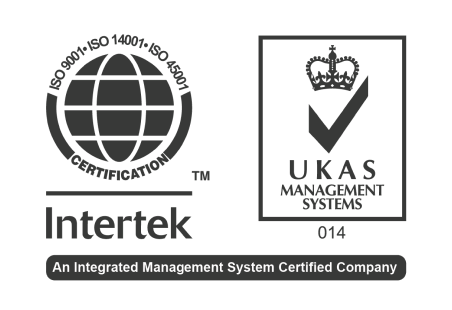 ISO 9001 • ISO 14001 • ISO 45001
CERTIFICATION
TM
Intertek
UKAS
MANAGEMENT
SYSTEMS
014
An Integrated Management System Certified Company